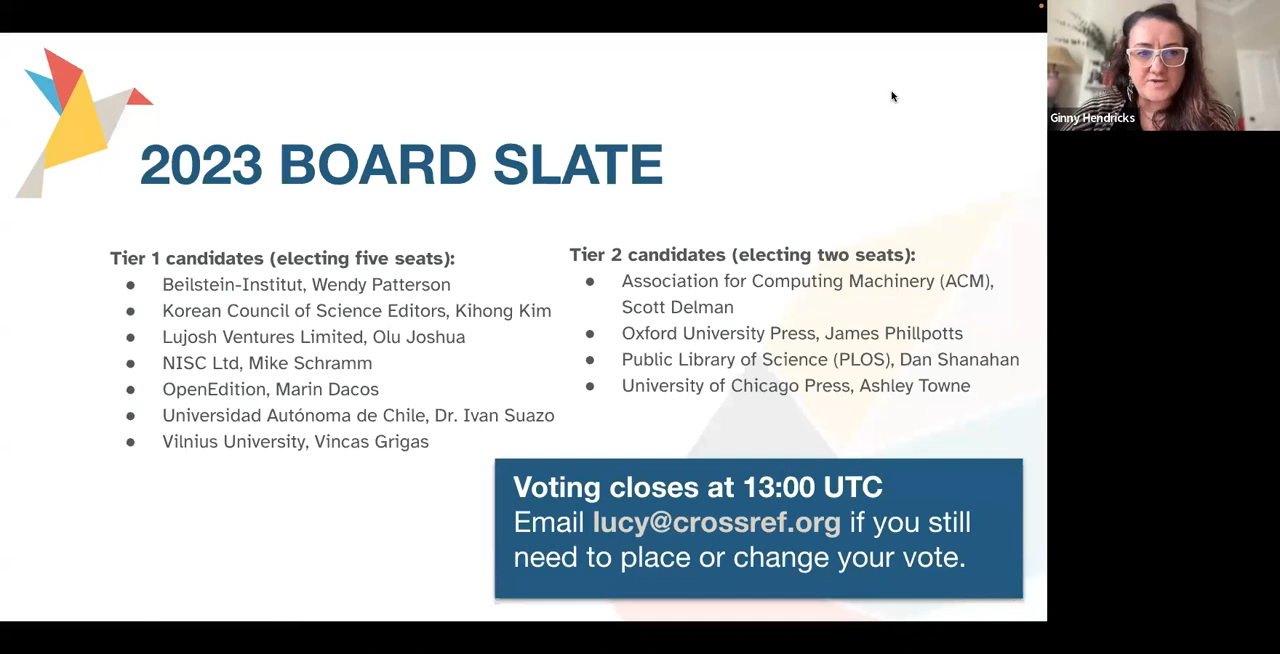 2023 BOARD SLATE
Tier 1 candidates (electing five seats):
● Beilstein-Institut, Wendy Patterson
● Korean Council of Science Editors, Kihong Kim
● Lujosh Ventures Limited, Olu Joshua
● NISC Ltd, Mike Schramm
● OpenEdition, Marin Dacos
● Universidad Autónoma de Chile, Dr. Ivan Suazo
● Vilnius University, Vincas Grigas
Tier 2 candidates (electing two seats):
● Association for Computing Machinery (ACM),
Scott Delman
● Oxford University Press, James Phillpotts
● Public Library of Science (PLOS), Dan Shanahan
● University of Chicago Press, Ashley Towne
Voting closes at 13:00 UTC
Email lucy@crossref.org if you still
need to place or change your vote.
Ginny Hendricks